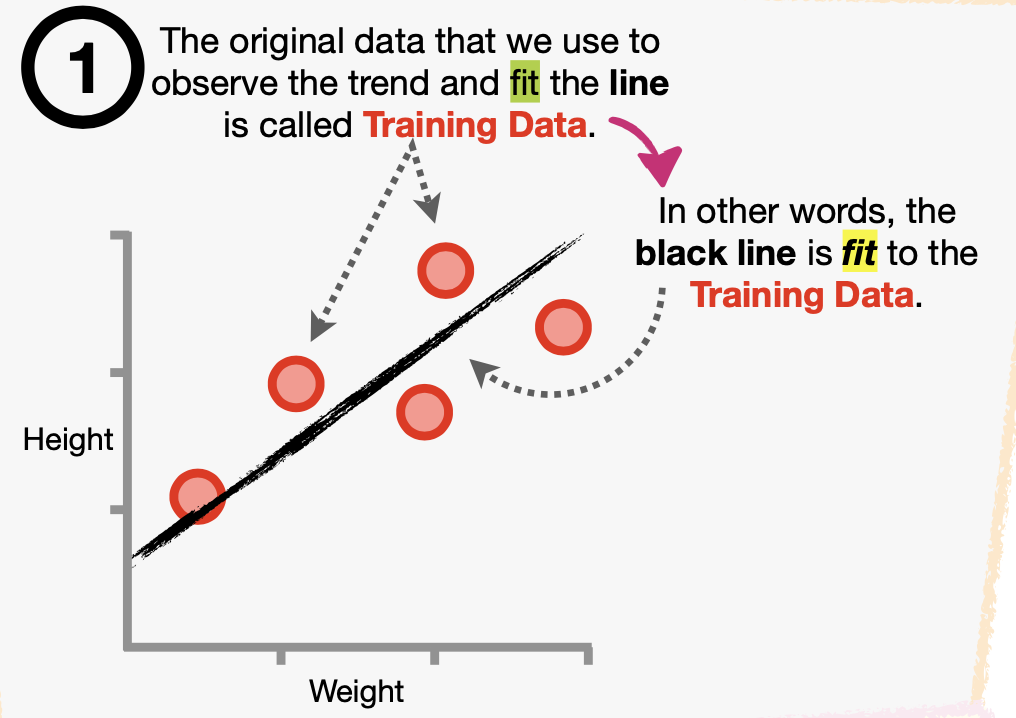 1
The original data that we use to
observe the trend and fit the line
is called Training Data.
In other words, the
black line is fit to the
Training Data.
Height
Weight